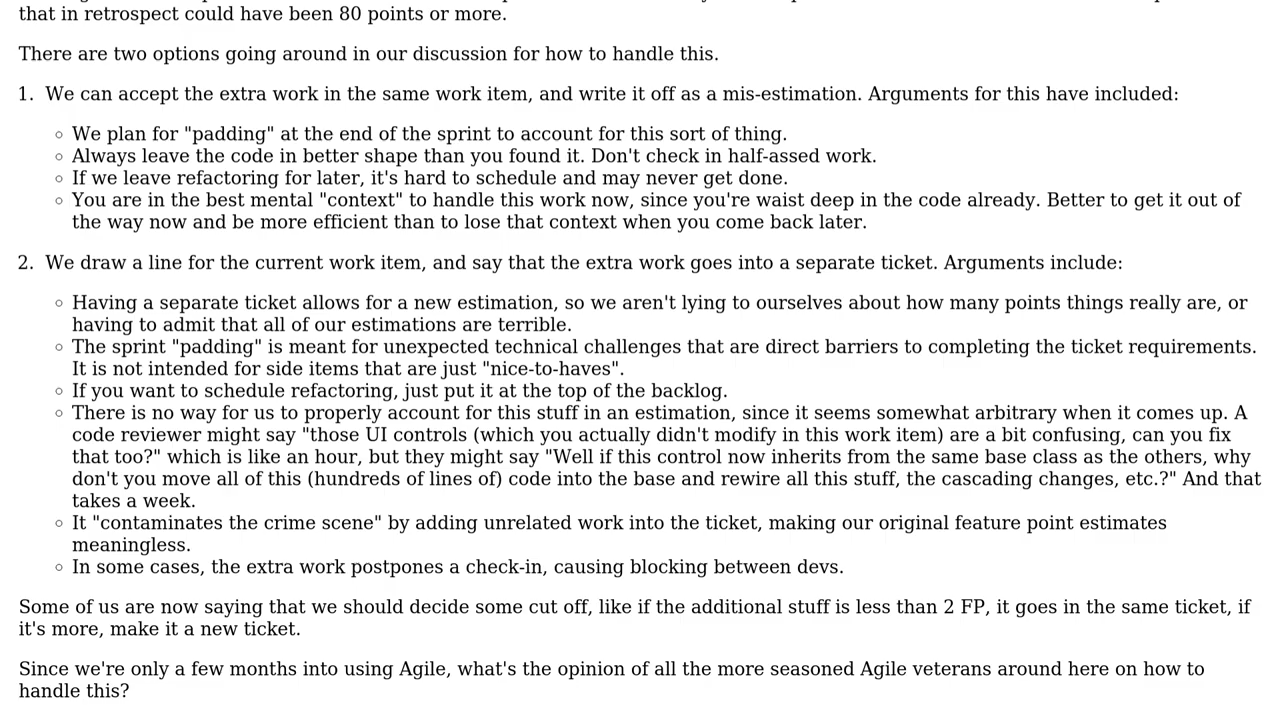 that in retrospect could have been 80 points or more.
There are two options going around in our discussion for how to handle this.
1. We can accept the extra work in the same work item, and write it off as a mis-estimation. Arguments for this have included:
◦ We plan for "padding" at the end of the sprint to account for this sort of thing.
◦ Always leave the code in better shape than you found it. Don't check in half-assed work.
◦ If we leave refactoring for later, it's hard to schedule and may never get done.
◦ You are in the best mental "context" to handle this work now, since you're waist deep in the code already. Better to get it out of
the way now and be more efficient than to lose that context when you come back later.
2. We draw a line for the current work item, and say that the extra work goes into a separate ticket. Arguments include:
◦ Having a separate ticket allows for a new estimation, so we aren't lying to ourselves about how many points things really are, or
having to admit that all of our estimations are terrible.
◦ The sprint "padding" is meant for unexpected technical challenges that are direct barriers to completing the ticket requirements.
It is not intended for side items that are just "nice-to-haves".
◦ If you want to schedule refactoring, just put it at the top of the backlog.
◦ There is no way for us to properly account for this stuff in an estimation, since it seems somewhat arbitrary when it comes up. A
code reviewer might say "those UI controls (which you actually didn't modify in this work item) are a bit confusing, can you fix
that too?" which is like an hour, but they might say "Well if this control now inherits from the same base class as the others, why
don't you move all of this (hundreds of lines of) code into the base and rewire all this stuff, the cascading changes, etc.?" And that
takes a week.
◦ It "contaminates the crime scene" by adding unrelated work into the ticket, making our original feature point estimates
meaningless.
◦ In some cases, the extra work postpones a check-in, causing blocking between devs.
Some of us are now saying that we should decide some cut off, like if the additional stuff is less than 2 FP, it goes in the same ticket, if
it's more, make it a new ticket.
Since we're only a few months into using Agile, what's the opinion of all the more seasoned Agile veterans around here on how to
handle this?